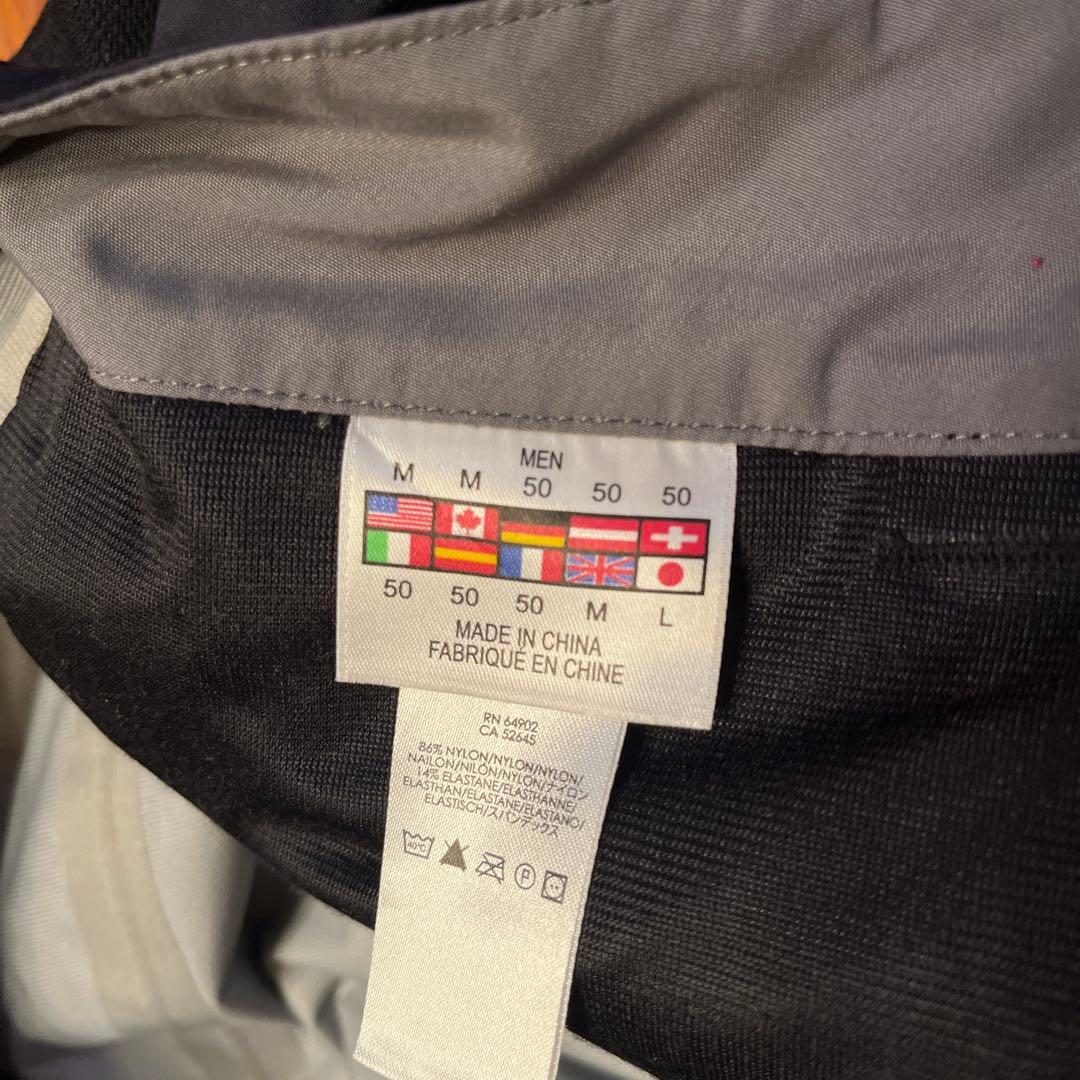 MEN
M M 50 50 50
50 50 50 M L
MADE IN CHINA
FABRIQUÉ EN CHINE
RN 64902
CA 52645
86% NYLON/NYLON/NYLON/
NAILON/NILON/NYLON/ナイロン
14% ELASTANE/ELASTHANNE/
ELASTHAN/ELASTANE/ELASTANO/
ELASTISCH/スパンデックス
40°C
P